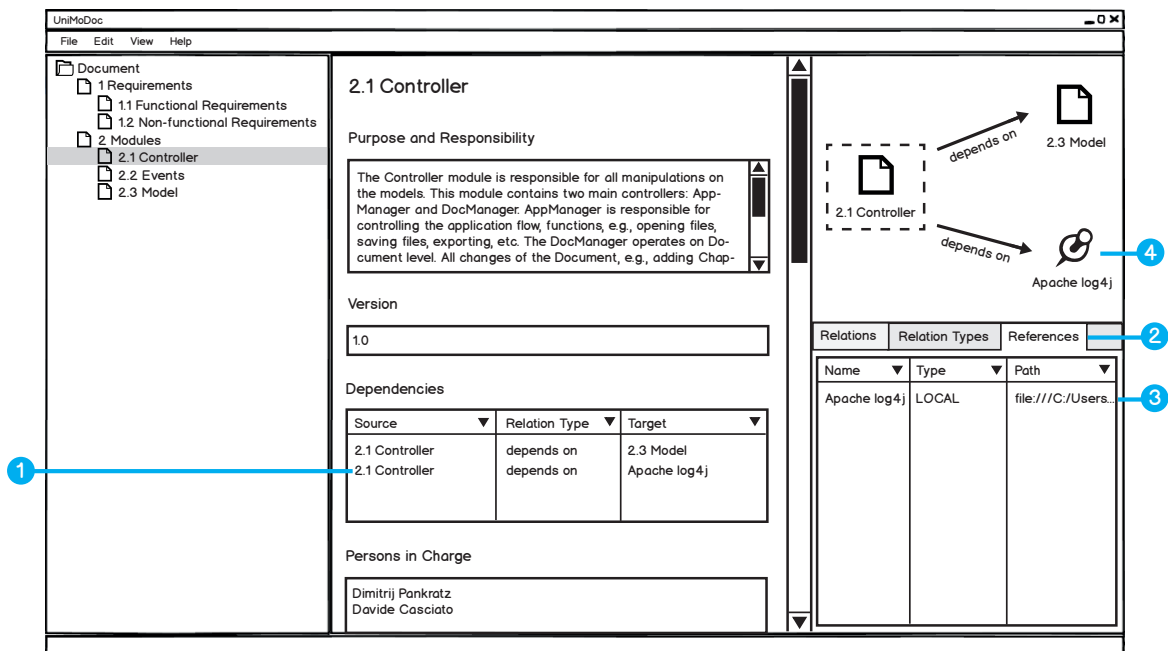 UniMoDoc
File Edit View Help
Document
1 Requirements
1.1 Functional Requirements
1.2 Non-functional Requirements
2 Modules
2.1 Controller
2.2 Events
2.3 Model
2.1 Controller
Purpose and Responsibility
The Controller module is responsible for all manipulations on
the models. This module contains two main controllers: App-
Manager and DocManager. AppManager is responsible for
controlling the application flow, functions, e.g., opening files,
saving files, exporting, etc. The DocManager operates on Do-
cument level. All changes of the Document, e.g., adding Chap-
Version
1.0
Dependencies
Source Relation Type Target
2.1 Controller depends on 2.3 Model
2.1 Controller depends on Apache log4j
1
Persons in Charge
Dimitrij Pankratz
Davide Casciato
2.3 Model
depends on
2.1 Controller
depends on
Apache log4j
4
Relations Relation Types References
2
Name Type Path
Apache log4j LOCAL file:///C:/Users...
3